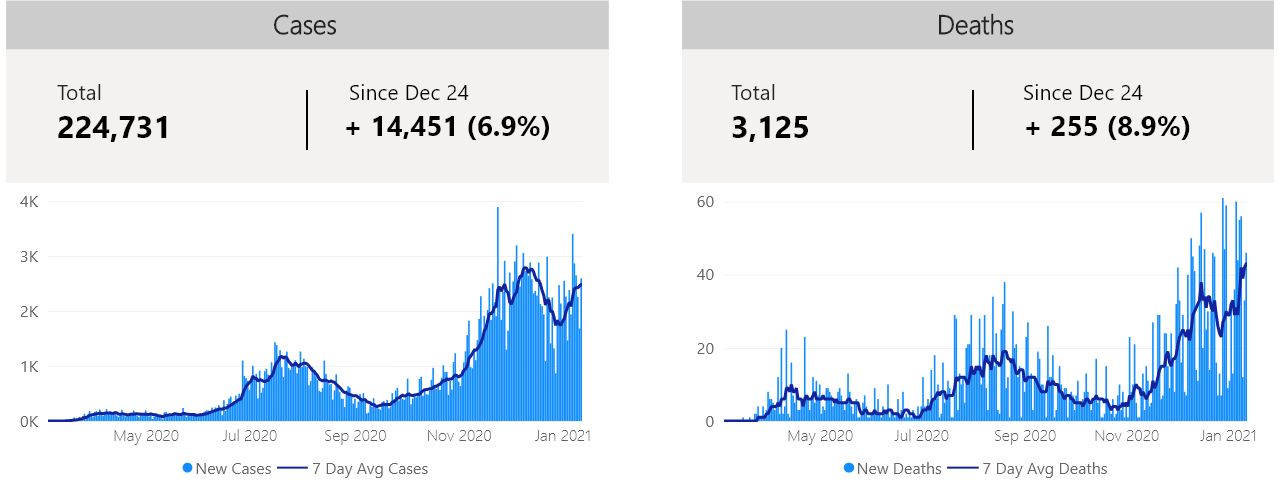 Cases
Total
Since Dec 24
224,731
+ 14,451 (6.9%)
4K
3K
2K
1K
0K
May 2020
Jul 2020
Sep 2020
Nov 2020
Jan 2021
New Cases
7 Day Avg Cases
Deaths
Total
Since Dec 24
3,125
+ 255 (8.9%)
60
40
20
0
May 2020
Jul 2020
Sep 2020
Nov 2020
Jan 2021
New Deaths
7 Day Avg Deaths